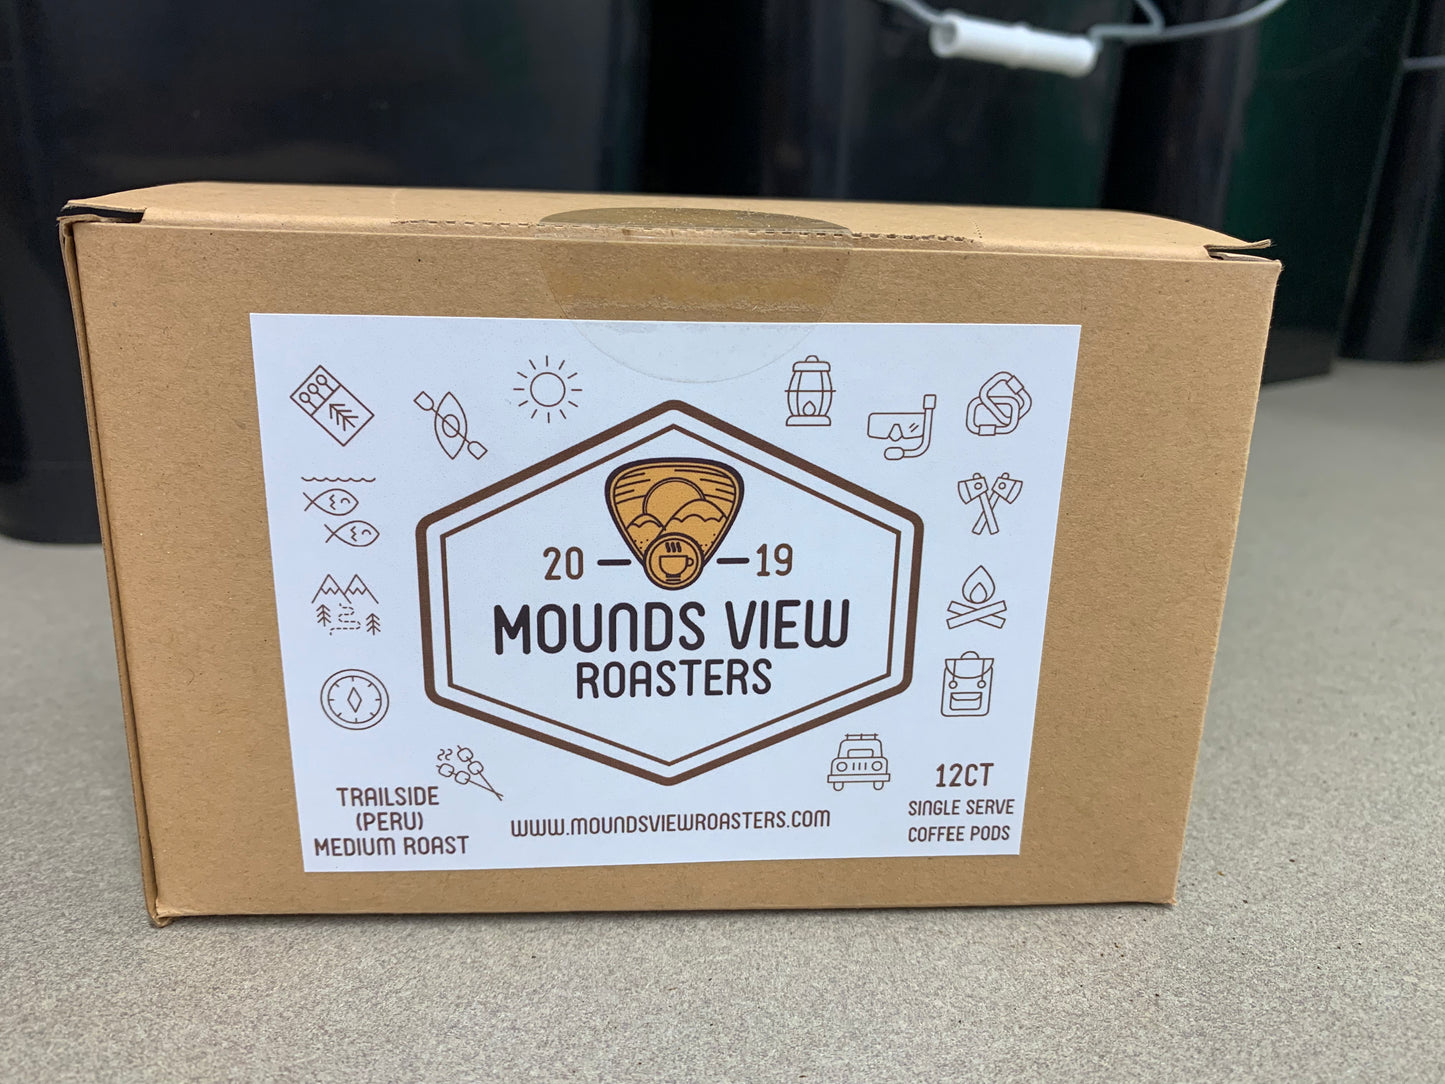 20 19
MOUNDS VIEW
ROASTERS
TRAILSIDE
(PERU)
MEDIUM ROAST
WWW.MOUNDSVIEWROASTERS.COM
12CT
SINGLE SERVE
COFFEE PODS